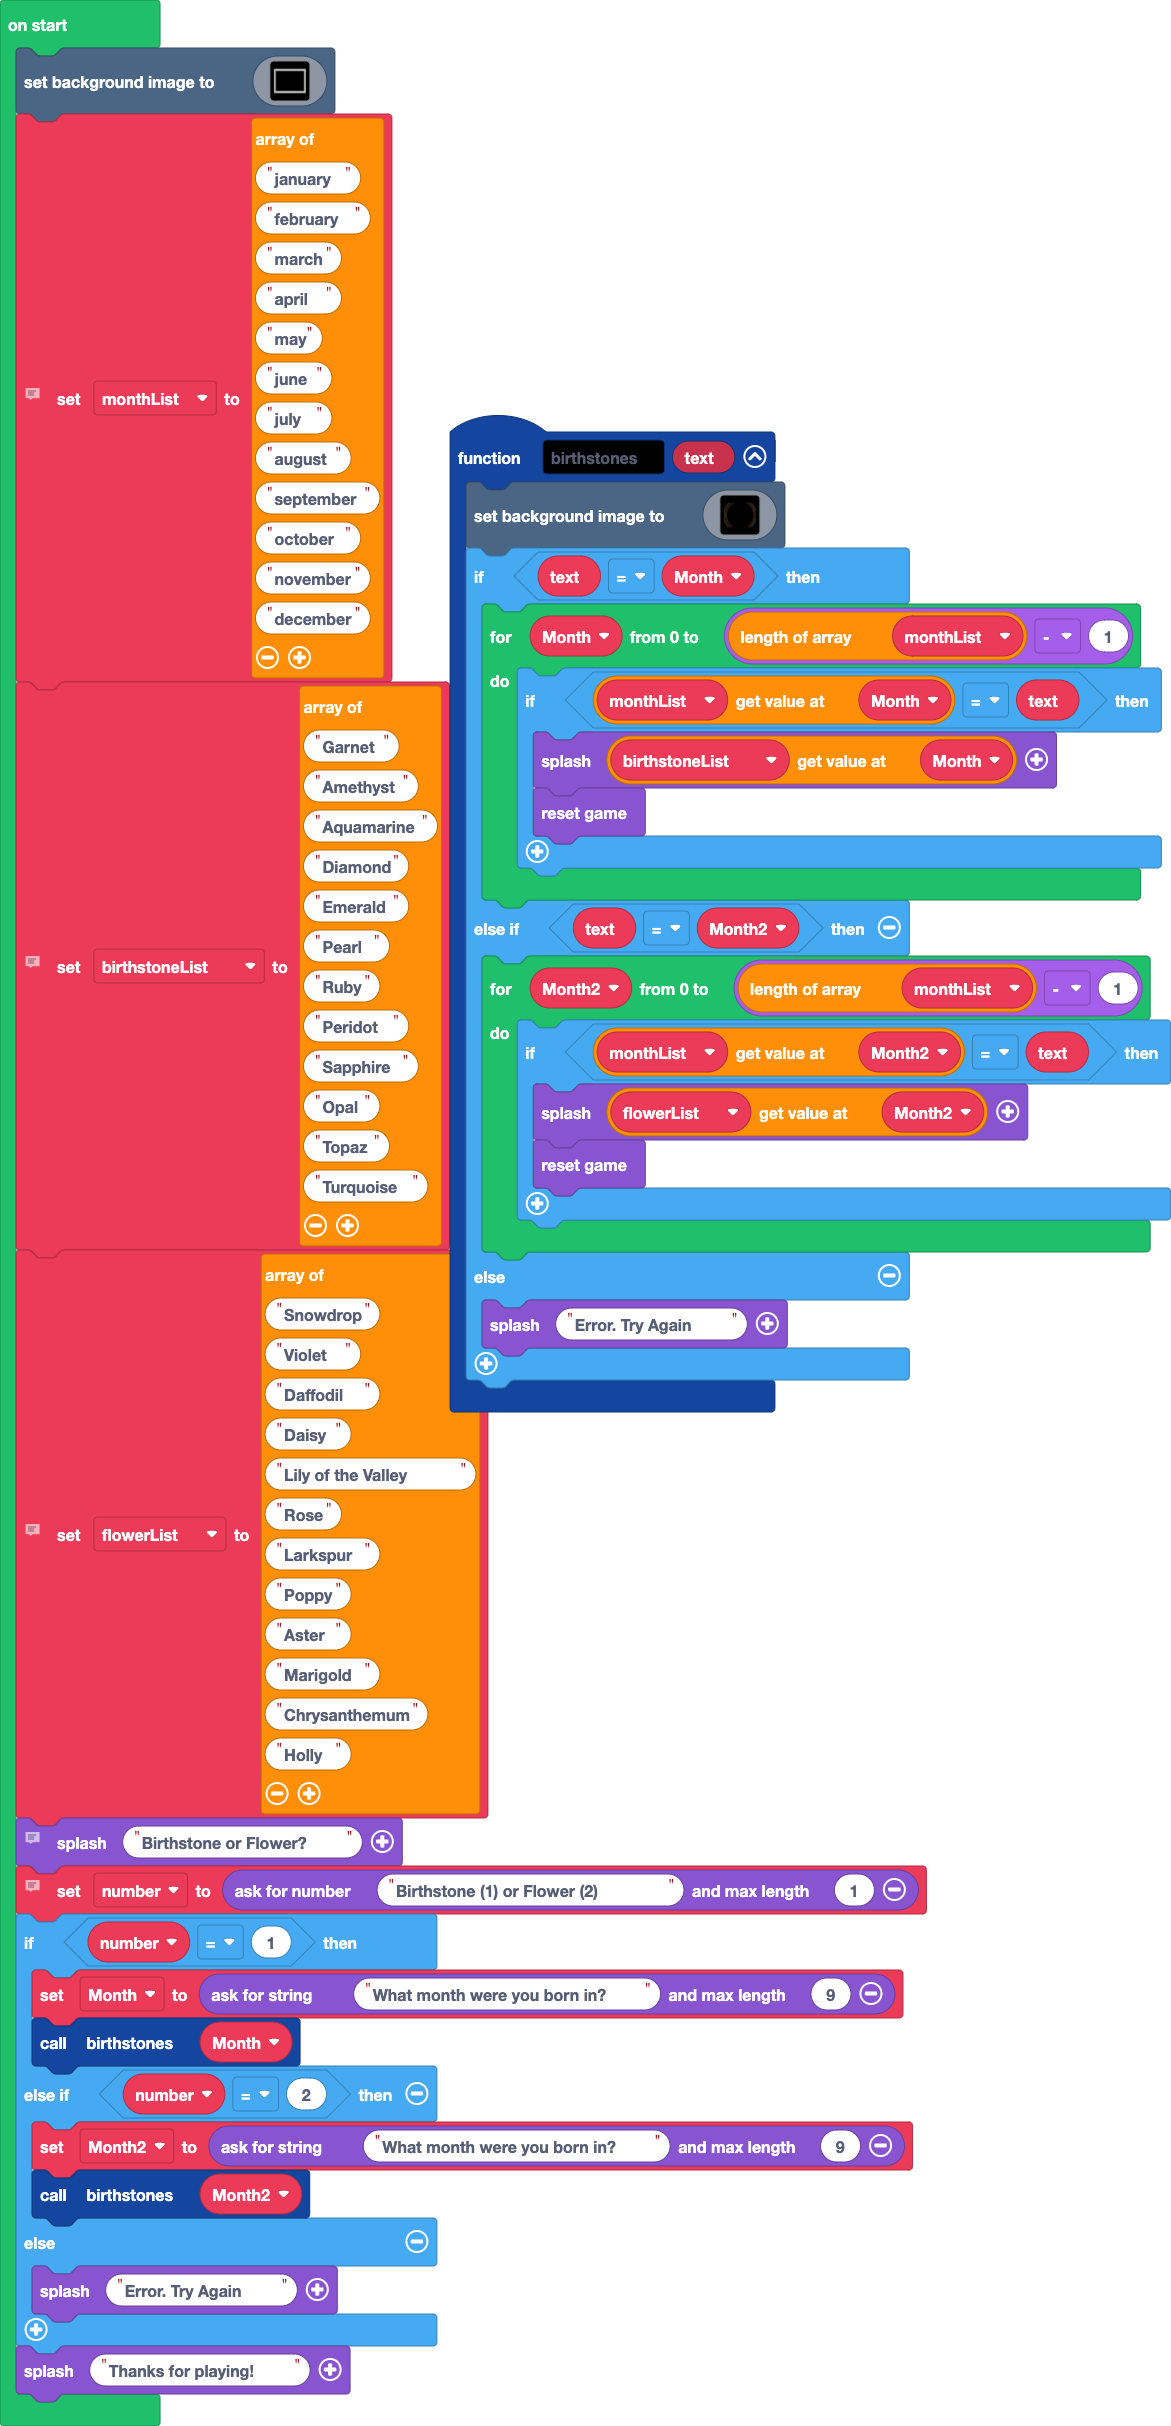 on start
set background image to
set monthList to
array of
"january"
"february"
"march"
"april"
"may"
"june"
"july"
"august"
"september"
"october"
"november"
"december"
set birthstoneList to
array of
"Garnet"
"Amethyst"
"Aquamarine"
"Diamond"
"Emerald"
"Pearl"
"Ruby"
"Peridot"
"Sapphire"
"Opal"
"Topaz"
"Turquoise"
set flowerList to
array of
"Snowdrop"
"Violet"
"Daffodil"
"Daisy"
"Lily of the Valley"
"Rose"
"Larkspur"
"Poppy"
"Aster"
"Marigold"
"Chrysanthemum"
"Holly"
splash "Birthstone or Flower?"
set number to ask for number "Birthstone (1) or Flower (2)" and max length 1
if number = 1 then
set Month to ask for string "What month were you born in?" and max length 9
call birthstones Month
else if number = 2 then
set Month2 to ask for string "What month were you born in?" and max length 9
call birthstones Month2
else
splash "Error. Try Again"
splash "Thanks for playing!"
function birthstones text
set background image to
if text = Month then
for Month from 0 to length of array monthList - 1
do
if monthList get value at Month = text then
splash birthstoneList get value at Month
reset game
else if text = Month2 then
for Month2 from 0 to length of array monthList - 1
do
if monthList get value at Month2 = text then
splash flowerList get value at Month2
reset game
else
splash "Error. Try Again"